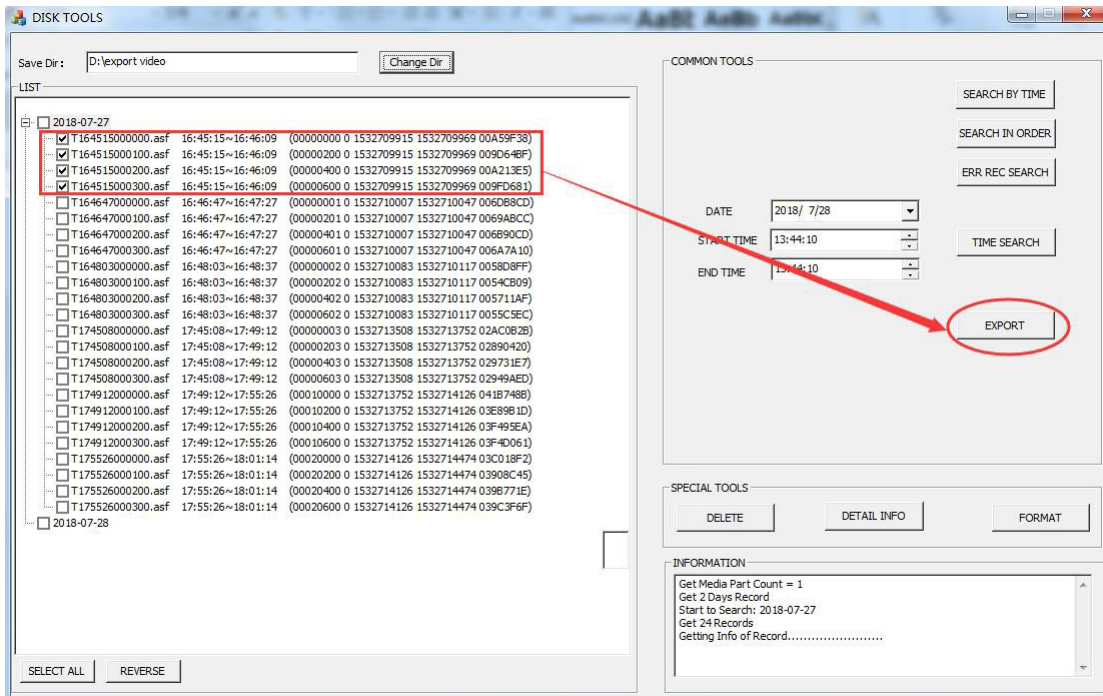 DISK TOOLS
Save Dir: D:\export video Change Dir
LIST
2018-07-27
T164515000000.asf 16:45:15~16:46:09 (00000000 0 1532709915 1532709969 00A59F38)
T164515000100.asf 16:45:15~16:46:09 (00000200 0 1532709915 1532709969 009D64BF)
T164515000200.asf 16:45:15~16:46:09 (00000400 0 1532709915 1532709969 00A213E5)
T164515000300.asf 16:45:15~16:46:09 (00000600 0 1532709915 1532709969 009FD681)
T164647000000.asf 16:46:47~16:47:27 (00000001 0 1532710007 1532710047 006DB8CD)
T164647000100.asf 16:46:47~16:47:27 (00000201 0 1532710007 1532710047 0069ABCC)
T164647000200.asf 16:46:47~16:47:27 (00000401 0 1532710007 1532710047 006B90CD)
T164647000300.asf 16:46:47~16:47:27 (00000601 0 1532710007 1532710047 006A7A10)
T164803000000.asf 16:48:03~16:48:37 (00000002 0 1532710083 1532710117 0058D8FF)
T164803000100.asf 16:48:03~16:48:37 (00000202 0 1532710083 1532710117 0054CB09)
T164803000200.asf 16:48:03~16:48:37 (00000402 0 1532710083 1532710117 005711AF)
T164803000300.asf 16:48:03~16:48:37 (00000602 0 1532710083 1532710117 0055C5EC)
T174508000000.asf 17:45:08~17:49:12 (00000003 0 1532713508 1532713752 02AC0B2B)
T174508000100.asf 17:45:08~17:49:12 (00000203 0 1532713508 1532713752 02890420)
T174508000200.asf 17:45:08~17:49:12 (00000403 0 1532713508 1532713752 029731E7)
T174508000300.asf 17:45:08~17:49:12 (00000603 0 1532713508 1532713752 02949AED)
T174912000000.asf 17:49:12~17:55:26 (00010000 0 1532713752 1532714126 041B748B)
T174912000100.asf 17:49:12~17:55:26 (00010200 0 1532713752 1532714126 03E89B1D)
T174912000200.asf 17:49:12~17:55:26 (00010400 0 1532713752 1532714126 03F495EA)
T174912000300.asf 17:49:12~17:55:26 (00010600 0 1532713752 1532714126 03F4D061)
T175526000000.asf 17:55:26~18:01:14 (00020000 0 1532714126 1532714474 03C018F2)
T175526000100.asf 17:55:26~18:01:14 (00020200 0 1532714126 1532714474 03908C45)
T175526000200.asf 17:55:26~18:01:14 (00020400 0 1532714126 1532714474 039B771E)
T175526000300.asf 17:55:26~18:01:14 (00020600 0 1532714126 1532714474 039C3F6F)
2018-07-28
SELECT ALL REVERSE
COMMON TOOLS
SEARCH BY TIME
SEARCH IN ORDER
ERR REC SEARCH
DATE 2018/ 7/28
START TIME 13:44:10 TIME SEARCH
END TIME 13:44:10
EXPORT
SPECIAL TOOLS
DELETE DETAIL INFO FORMAT
INFORMATION
Get Media Part Count = 1
Get 2 Days Record
Start to Search: 2018-07-27
Get 24 Records
Getting Info of Record........................